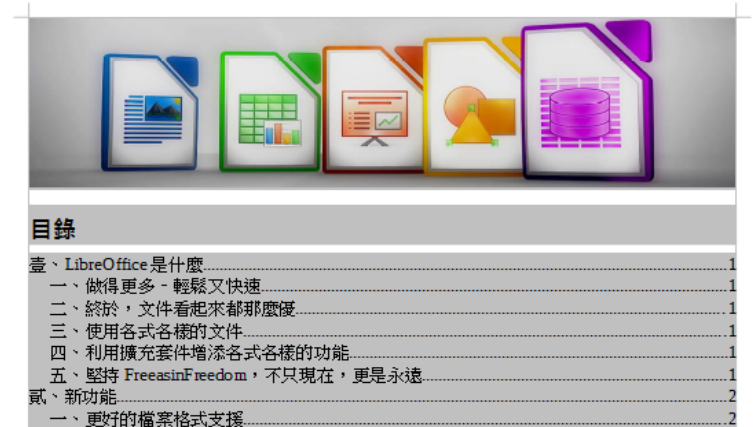 目錄
壹、LibreOffice是什麼 1
一、做得更多－輕鬆又快速 1
二、終於，文件看起來都那麼優 1
三、使用各式各樣的文件 1
四、利用擴充套件增添各式各樣的功能 1
五、堅持 FreeasinFreedom，不只現在，更是永遠 1
貳、新功能 2
一、更好的檔案格式支援 2